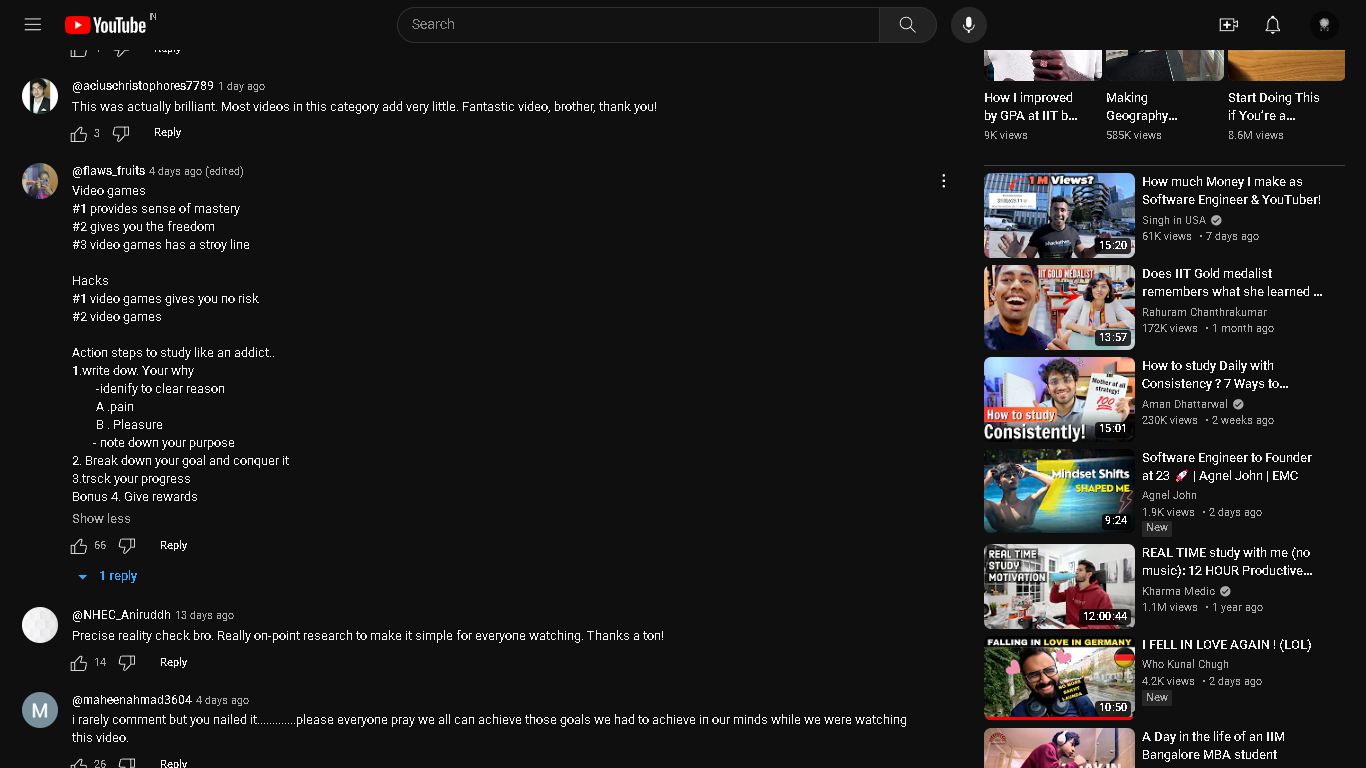 YouTube IN
Search
Reply
@aciuschristophores7789 1 day ago
This was actually brilliant. Most videos in this category add very little. Fantastic video, brother, thank you!
3 Reply
@flaws_fruits 4 days ago (edited)
Video games
#1 provides sense of mastery
#2 gives you the freedom
#3 video games has a stroy line
Hacks
#1 video games gives you no risk
#2 video games
Action steps to study like an addict..
1.write dow. Your why
-idenify to clear reason
A .pain
B . Pleasure
- note down your purpose
2. Break down your goal and conquer it
3.trsck your progress
Bonus 4. Give rewards
Show less
66 Reply
1 reply
@NHEC_Aniruddh 13 days ago
Precise reality check bro. Really on-point research to make it simple for everyone watching. Thanks a ton!
14 Reply
M
@maheenahmad3604 4 days ago
i rarely comment but you nailed it.............please everyone pray we all can achieve those goals we had to achieve in our minds while we were watching
this video.
26 Reply
How I improved
by GPA at IIT b...
9K views
Making
Geography...
585K views
Start Doing This
if You're a...
8.6M views
1 M Views?
15:20
How much Money I make as
Software Engineer & YouTuber!
Singh in USA
61K views • 7 days ago
IIT GOLD MEDALIST
13:57
Does IIT Gold medalist
remembers what she learned ...
Rahuram Chanthrakumar
172K views • 1 month ago
Mother of all
strategy!
100
How to study
Consistently!
15:01
How to study Daily with
Consistency ? 7 Ways to...
Aman Dhattarwal
230K views • 2 weeks ago
7 Mindset Shifts
SHAPED ME
9:24
Software Engineer to Founder
at 23 🚀 | Agnel John | EMC
Agnel John
1.9K views • 2 days ago
New
REAL TIME
STUDY
MOTIVATION
12:00:44
REAL TIME study with me (no
music): 12 HOUR Productive...
Kharma Medic
1.1M views • 1 year ago
FALLING IN LOVE IN GERMANY
NO MORE
SAKHT
LAUNDA
10:50
I FELL IN LOVE AGAIN ! (LOL)
Who Kunal Chugh
4.2K views • 2 days ago
New
A Day in the life of an IIM
Bangalore MBA student